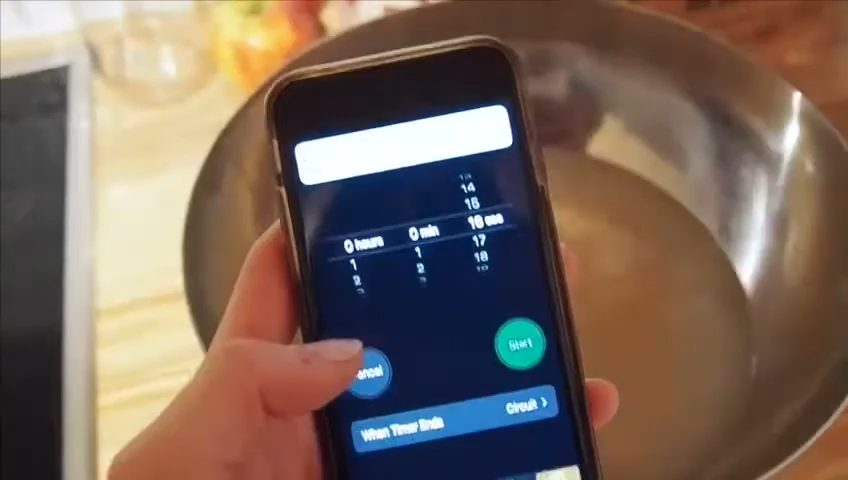 14
15
0 hours 0 min 16 sec
1 1 17
2 2 18
Cancel Start
When Timer Ends Circuit >